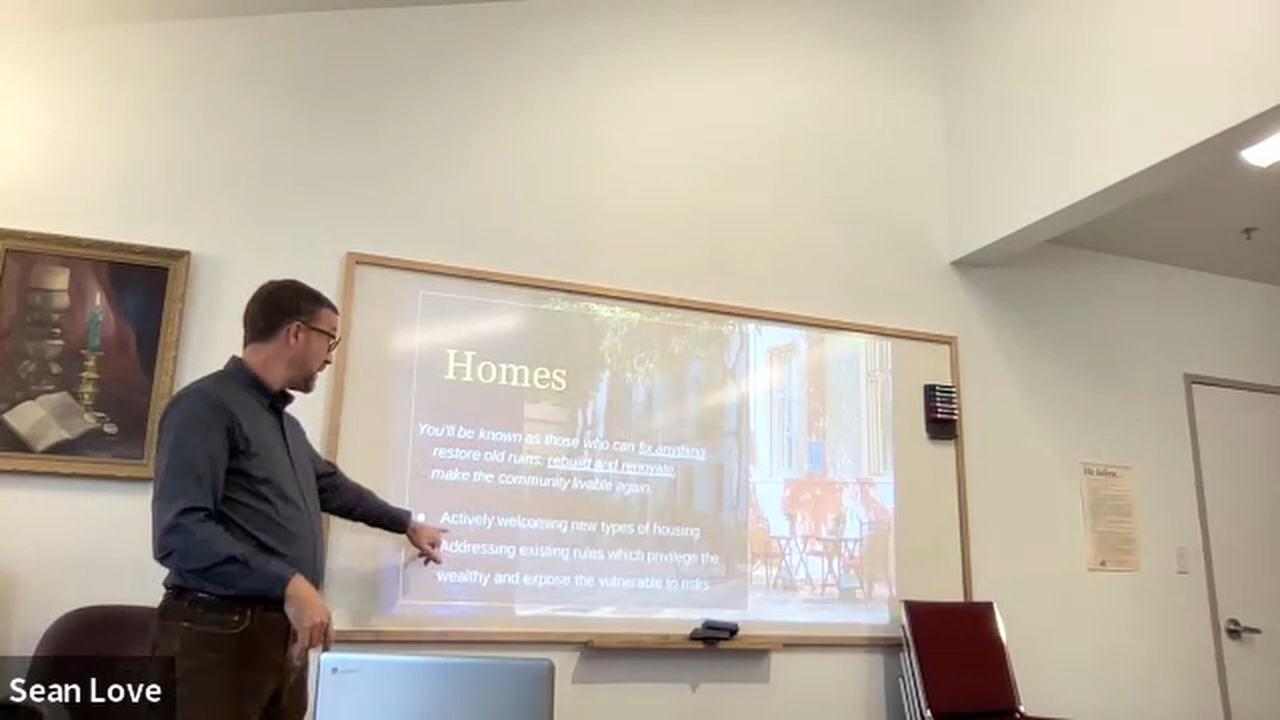 Homes
You'll be known as those who can fix anything,
restore old ruins, rebuild and renovate,
make the community livable again.
Actively welcoming new types of housing
Addressing existing rules which privilege the
wealthy and expose the vulnerable to risks
We believe...
Sean Love